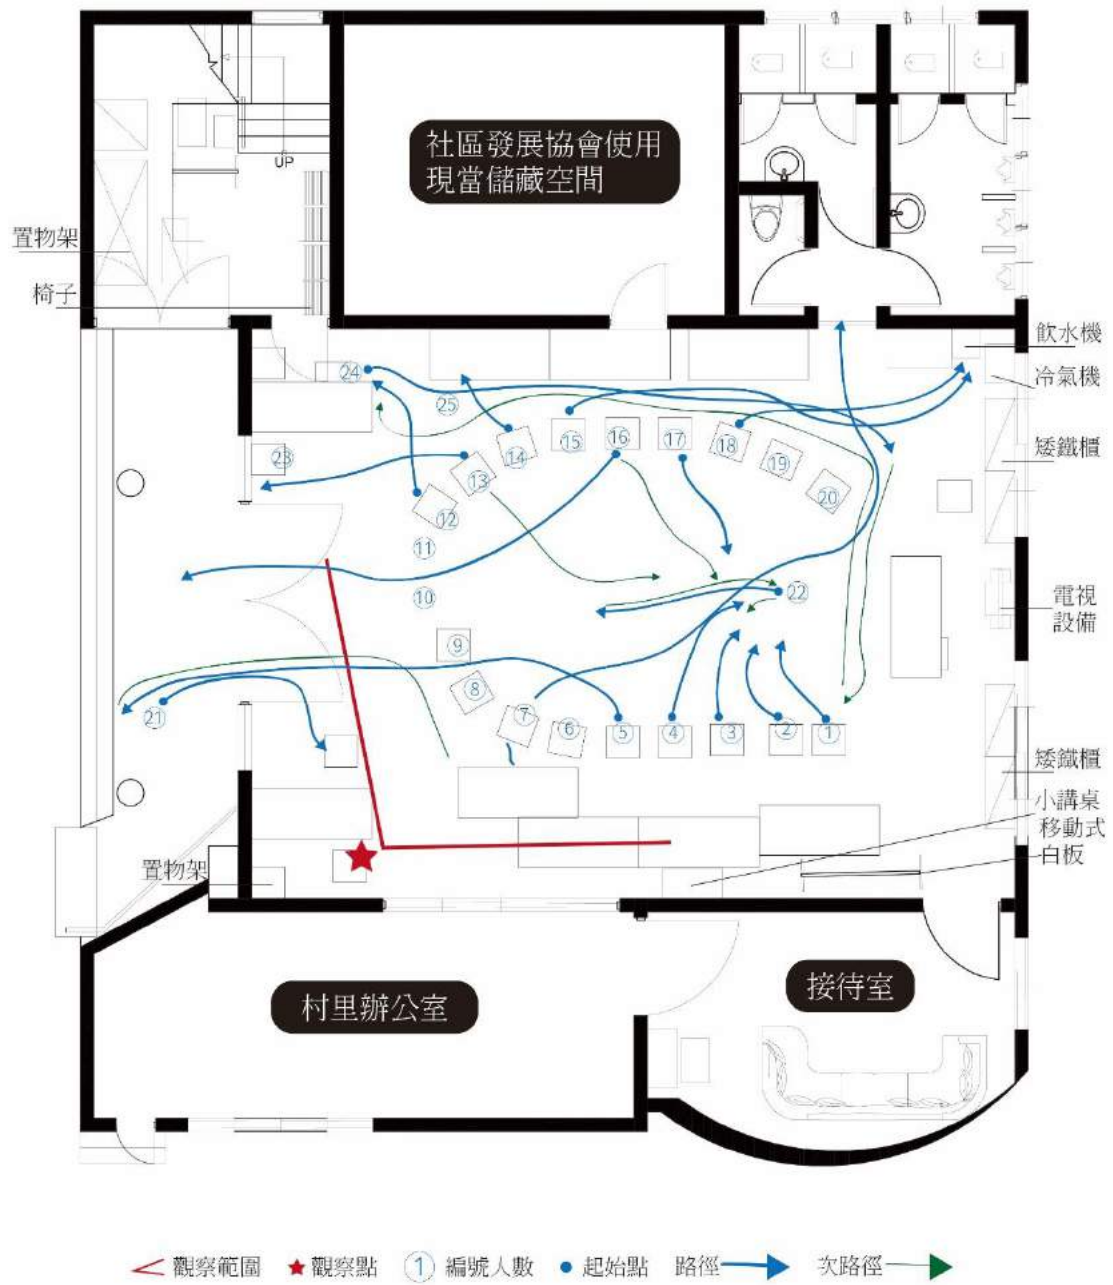 社區發展協會使用
現當儲藏空間
UP
置物架
椅子
飲水機
冷氣機
矮鐵櫃
電視
設備
矮鐵櫃
小講桌
移動式
白板
置物架
24
25
23
15
16
17
18
19
20
14
13
12
11
10
9
8
7
6
5
4
3
2
1
22
21
村里辦公室
接待室
觀察範圍
觀察點
1
編號人數
起始點
路徑
次路徑